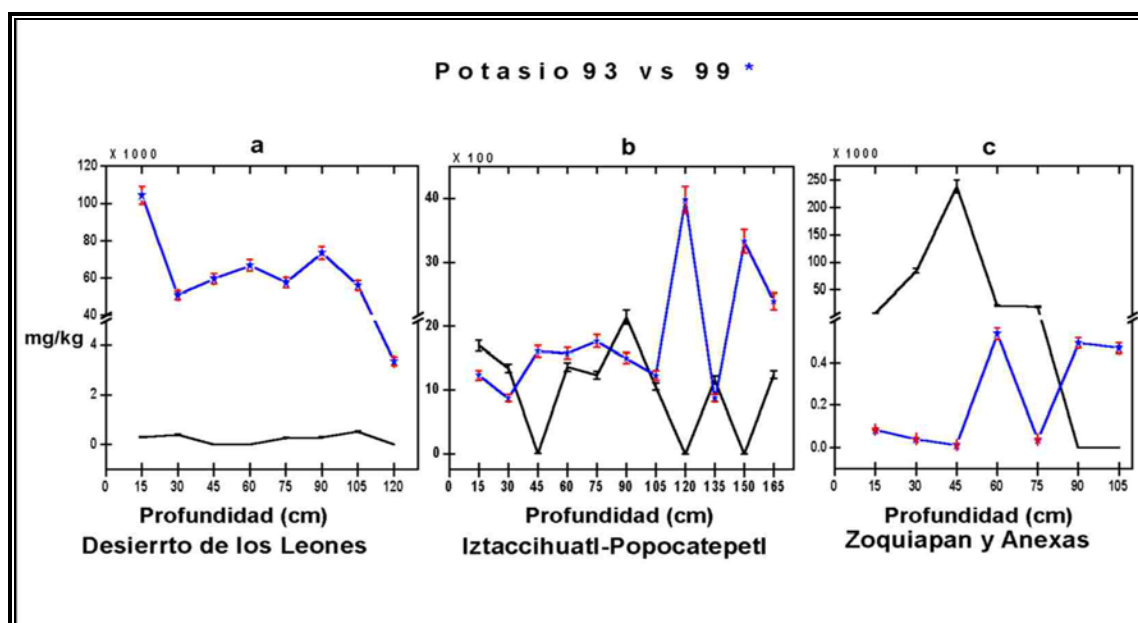 Potasio 93 vs 99 *
a
X 1000
120
100
80
60
40
mg/kg
4
2
0
0 15 30 45 60 75 90 105 120
Profundidad (cm)
Desierrto de los Leones
b
X 100
40
30
20
10
0
0 15 30 45 60 75 90 105 120 135 150 165
Profundidad (cm)
Iztaccihuatl-Popocatepetl
c
X 1000
250
200
150
100
50
0.4
0.2
0.0
0 15 30 45 60 75 90 105
Profundidad (cm)
Zoquiapan y Anexas